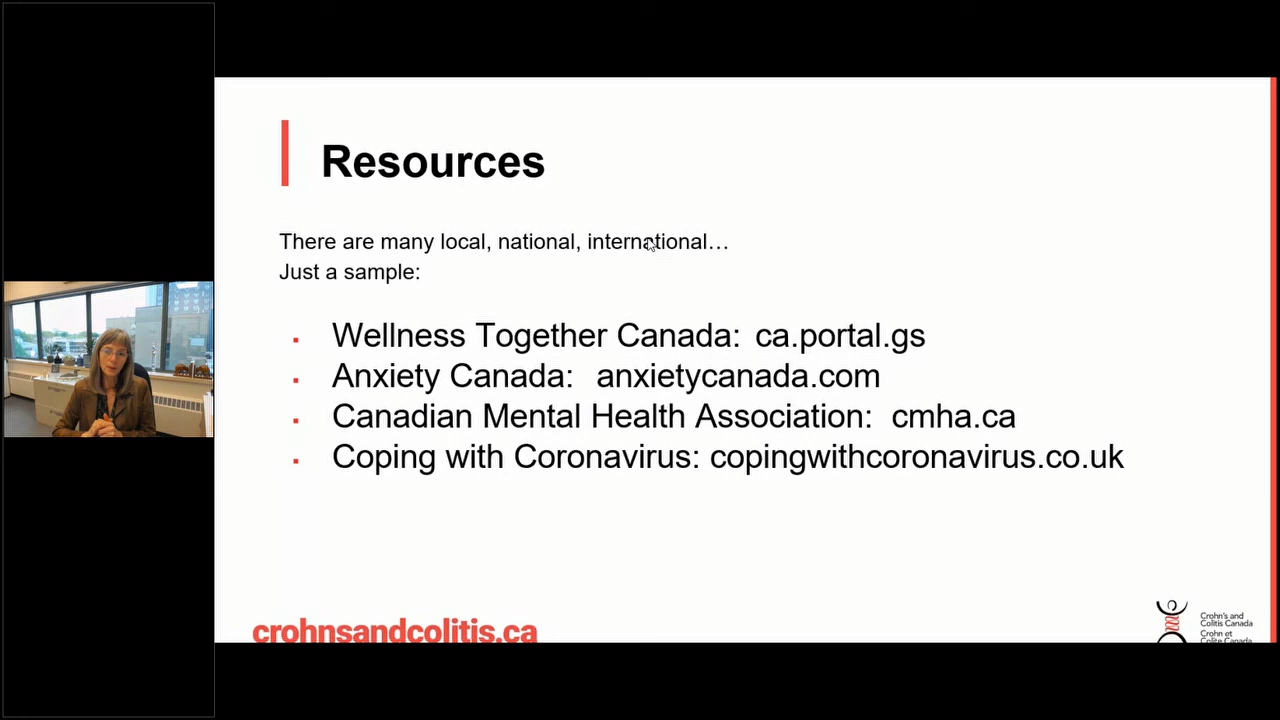 Resources
There are many local, national, international…
Just a sample:
▪ Wellness Together Canada: ca.portal.gs
▪ Anxiety Canada: anxietycanada.com
▪ Canadian Mental Health Association: cmha.ca
▪ Coping with Coronavirus: copingwithcoronavirus.co.uk
crohnsandcolitis.ca
Crohn's and
Colitis Canada
Crohn et
Colite Canada